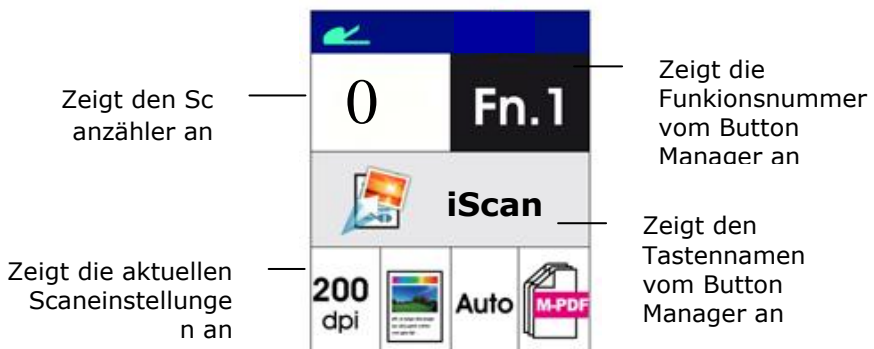 Zeigt den Sc
anzähler an
0
Fn.1
Zeigt die
Funkionsnummer
vom Button
Manager an
iScan
Zeigt den
Tastennamen
vom Button
Manager an
Zeigt die aktuellen
Scaneinstellunge
n an
200
dpi
Auto
M-PDF